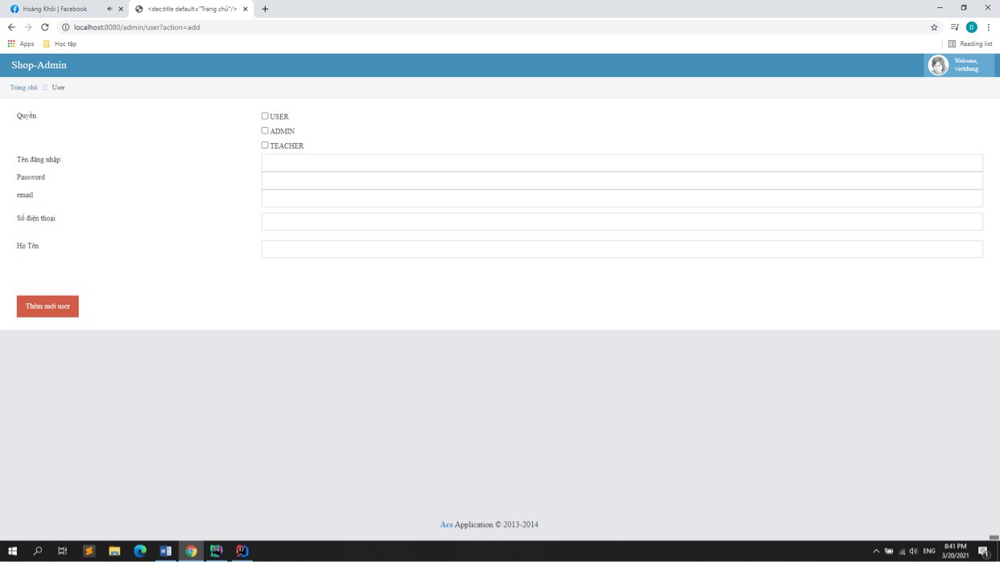 Hoàng Khôi | Facebook
<dec:title default="Trang chủ"/>
localhost:8080/admin/user?action=add
D
Apps
Học tập
Reading list
Shop-Admin
Welcome,
vietdung
Trang chủ
User
Quyền
USER
ADMIN
TEACHER
Tên đăng nhập
Password
email
Số điện thoại
Họ Tên
Thêm mới user
Ace Application © 2013-2014
ENG
8:41 PM
3/20/2021
1